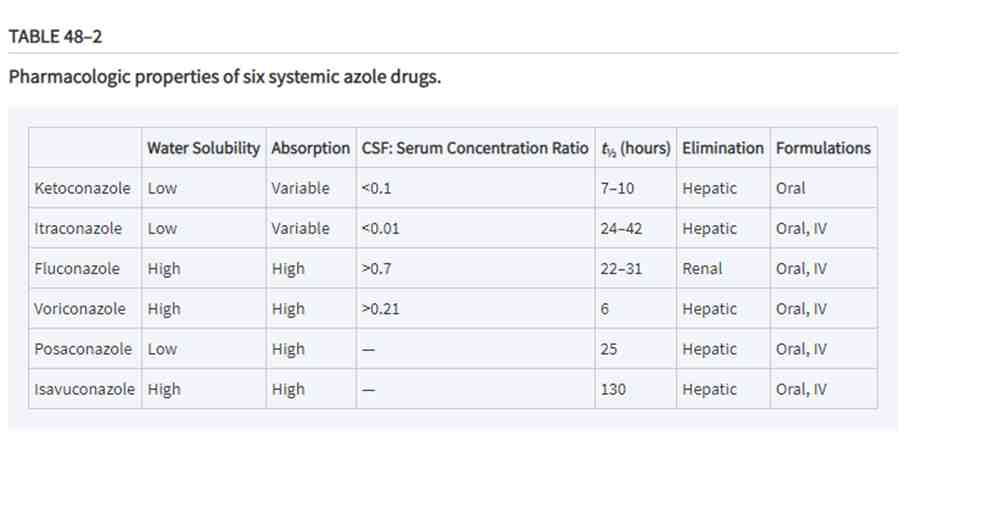 TABLE 48–2
Pharmacologic properties of six systemic azole drugs.
Water Solubility Absorption CSF: Serum Concentration Ratio t½ (hours) Elimination Formulations
Ketoconazole Low Variable <0.1 7–10 Hepatic Oral
Itraconazole Low Variable <0.01 24–42 Hepatic Oral, IV
Fluconazole High High >0.7 22–31 Renal Oral, IV
Voriconazole High High >0.21 6 Hepatic Oral, IV
Posaconazole Low High — 25 Hepatic Oral, IV
Isavuconazole High High — 130 Hepatic Oral, IV